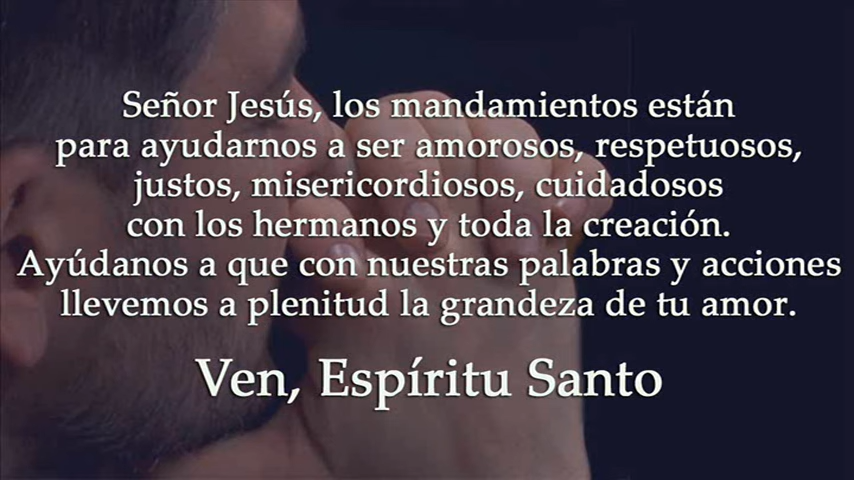 Señor Jesús, los mandamientos están
para ayudarnos a ser amorosos, respetuosos,
justos, misericordiosos, cuidadosos
con los hermanos y toda la creación.
Ayúdanos a que con nuestras palabras y acciones
llevemos a plenitud la grandeza de tu amor.
Ven, Espíritu Santo